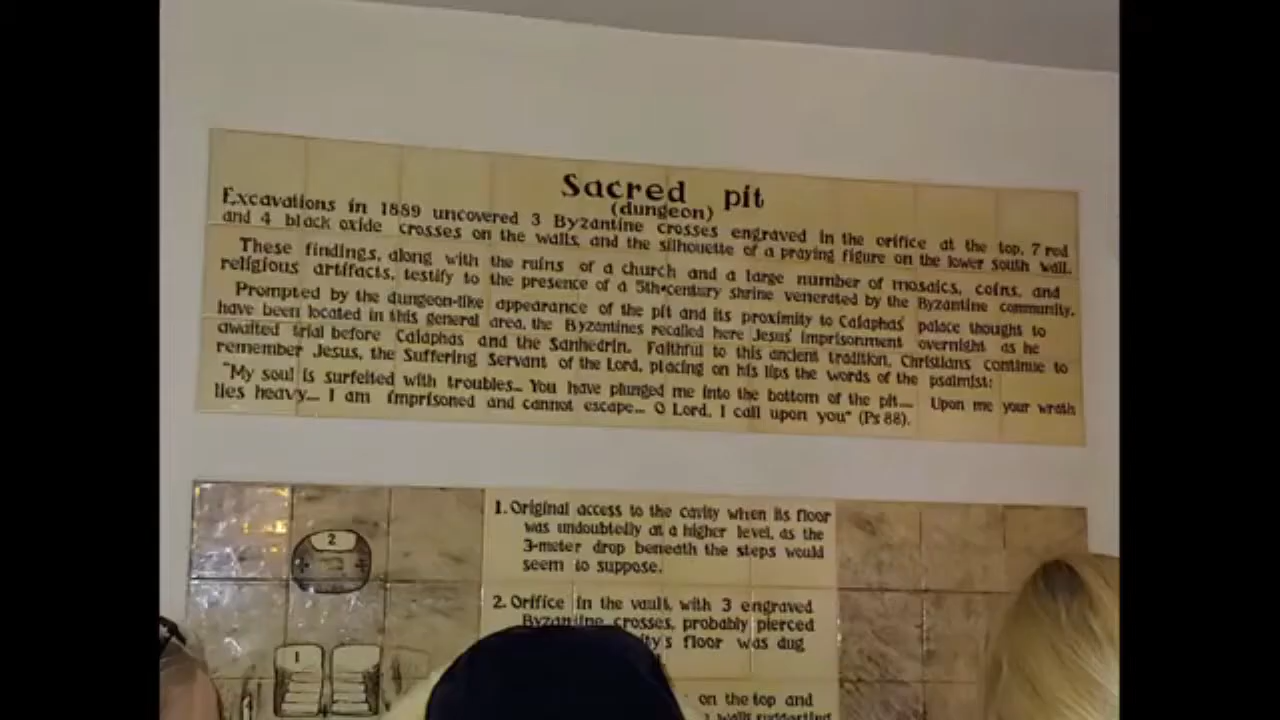 Sacred pit
(dungeon)
Excavations in 1889 uncovered 3 Byzantine crosses engraved in the orifice at the top, 7 red
and 4 black oxide crosses on the walls, and the silhouette of a praying figure on the lower south wall.
These findings, along with the ruins of a church and a large number of mosaics, coins, and
religious artifacts, testify to the presence of a 5th-century shrine venerated by the Byzantine community.
Prompted by the dungeon-like appearance of the pit and its proximity to Caiaphas' palace thought to
have been located in this general area, the Byzantines recalled here Jesus' imprisonment overnight as he
awaited trial before Caiaphas and the Sanhedrin. Faithful to this ancient tradition, Christians continue to
remember Jesus, the Suffering Servant of the Lord, placing on his lips the words of the psalmist:
"My soul is surfeited with troubles... You have plunged me into the bottom of the pit... Upon me your wrath
lies heavy... I am imprisoned and cannot escape... O Lord, I call upon you" (Ps 88).
1. Original access to the cavity when its floor
was undoubtedly at a higher level, as the
3-meter drop beneath the steps would
seem to suppose.
2. Orifice in the vault, with 3 engraved
Byzantine crosses, probably pierced
floor was dug
on the top and
walls
2
1